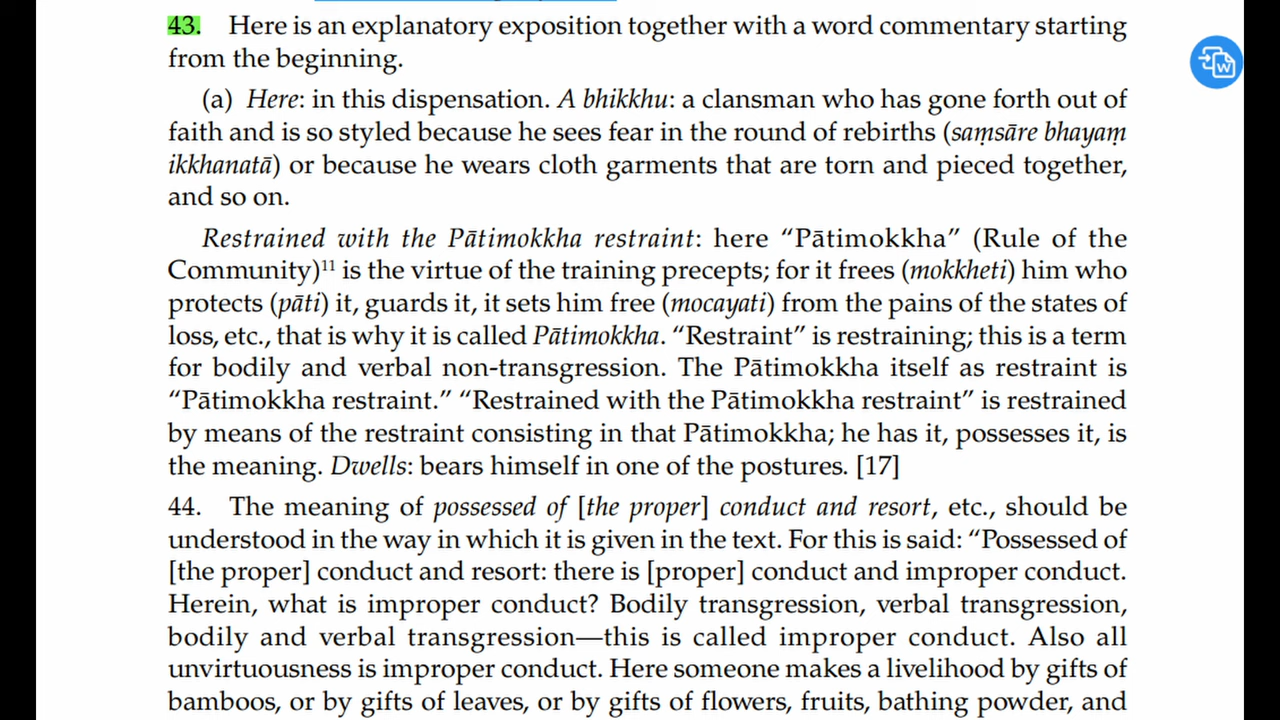 43. Here is an explanatory exposition together with a word commentary starting
from the beginning.
(a) Here: in this dispensation. A bhikkhu: a clansman who has gone forth out of
faith and is so styled because he sees fear in the round of rebirths (saṃsāre bhayaṃ
ikkhanatā) or because he wears cloth garments that are torn and pieced together,
and so on.
Restrained with the Pātimokkha restraint: here “Pātimokkha” (Rule of the
Community)¹¹ is the virtue of the training precepts; for it frees (mokkheti) him who
protects (pāti) it, guards it, it sets him free (mocayati) from the pains of the states of
loss, etc., that is why it is called Pātimokkha. “Restraint” is restraining; this is a term
for bodily and verbal non-transgression. The Pātimokkha itself as restraint is
“Pātimokkha restraint.” “Restrained with the Pātimokkha restraint” is restrained
by means of the restraint consisting in that Pātimokkha; he has it, possesses it, is
the meaning. Dwells: bears himself in one of the postures. [17]
44. The meaning of possessed of [the proper] conduct and resort, etc., should be
understood in the way in which it is given in the text. For this is said: “Possessed of
[the proper] conduct and resort: there is [proper] conduct and improper conduct.
Herein, what is improper conduct? Bodily transgression, verbal transgression,
bodily and verbal transgression—this is called improper conduct. Also all
unvirtuousness is improper conduct. Here someone makes a livelihood by gifts of
bamboos, or by gifts of leaves, or by gifts of flowers, fruits, bathing powder, and